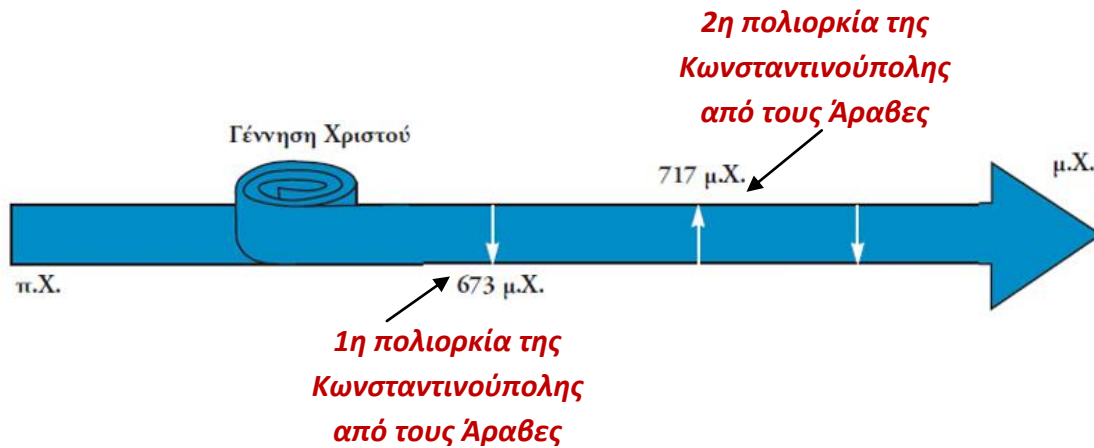 2η πολιορκία της
Κωνσταντινούπολης
από τους Άραβες
Γέννηση Χριστού
717 μ.Χ.
μ.Χ.
π.Χ.
673 μ.Χ.
1η πολιορκία της
Κωνσταντινούπολης
από τους Άραβες